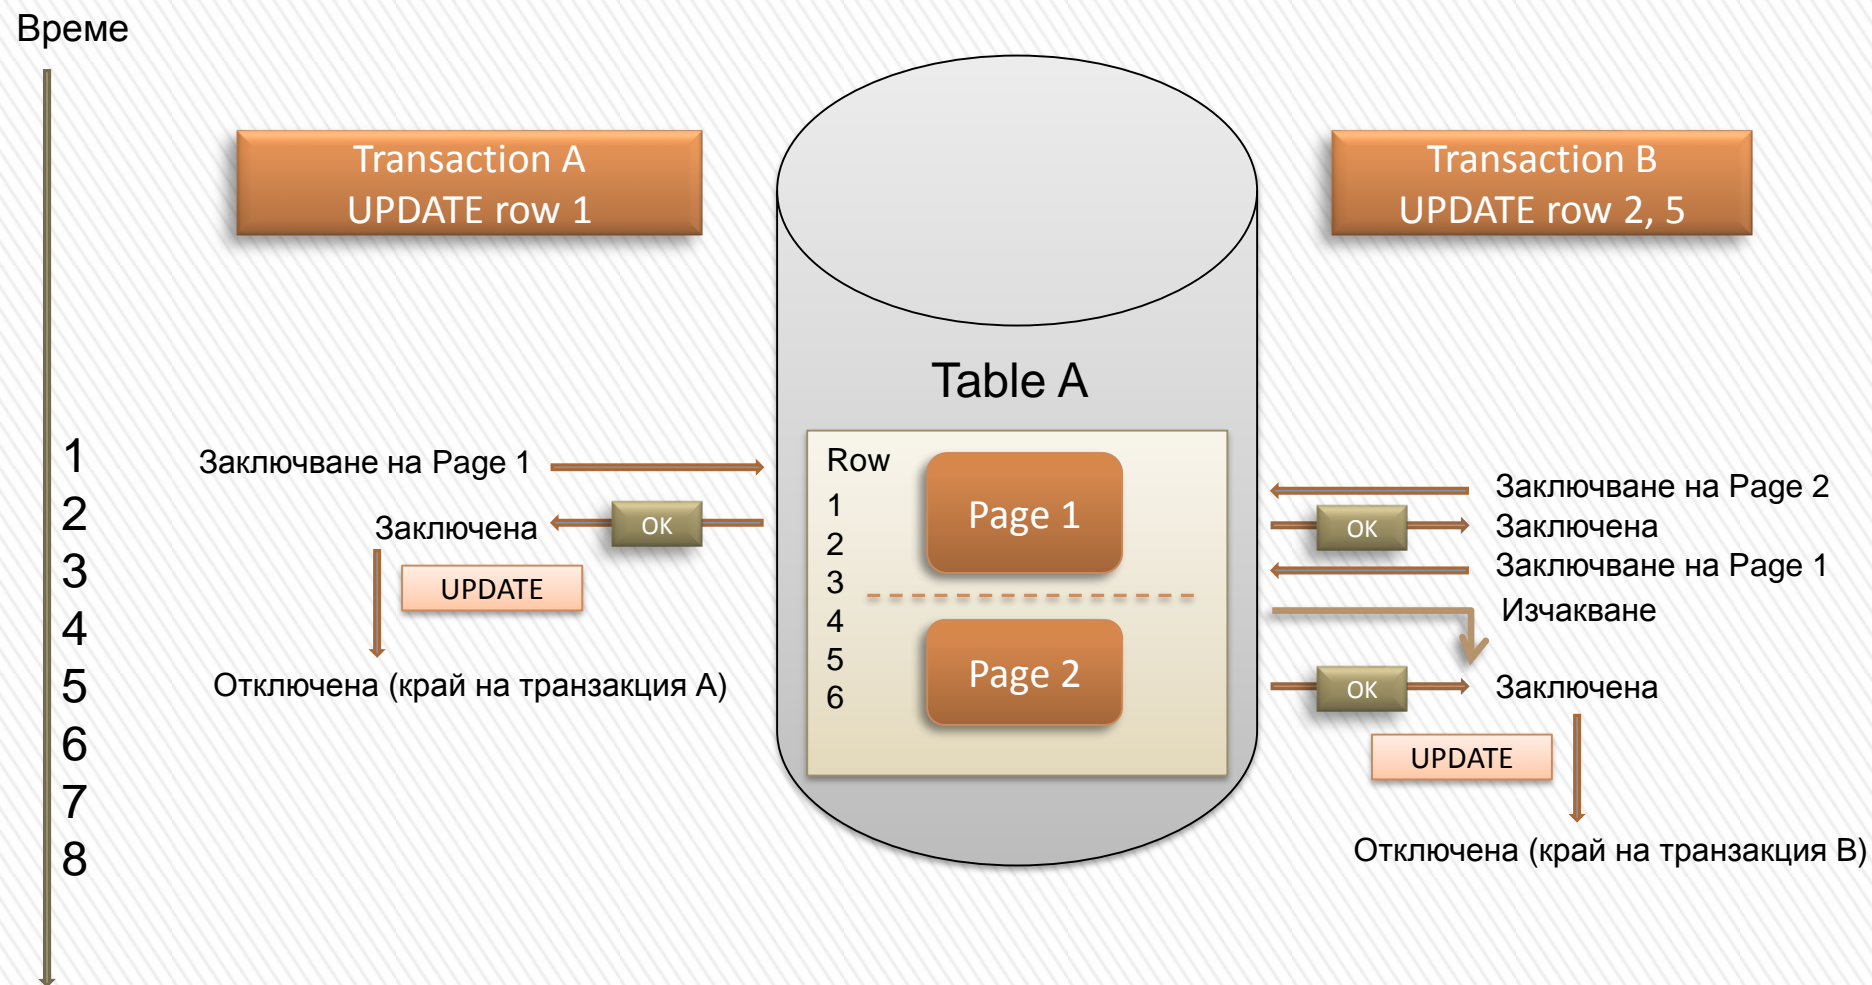 Време
Transaction A
UPDATE row 1
Transaction B
UPDATE row 2, 5
Table A
1
2
3
4
5
6
7
8
Заключване на Page 1
OK
Заключена
UPDATE
Отключена (край на транзакция A)
Row
1
2
3
4
5
6
Page 1
Page 2
Заключване на Page 2
OK
Заключена
Заключване на Page 1
Изчакване
OK
Заключена
UPDATE
Отключена (край на транзакция B)